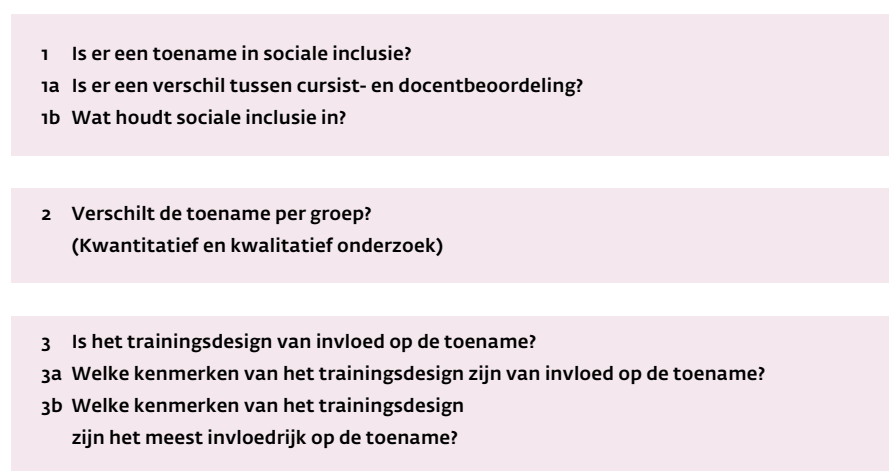 1 Is er een toename in sociale inclusie?
1a Is er een verschil tussen cursist- en docentbeoordeling?
1b Wat houdt sociale inclusie in?
2 Verschilt de toename per groep?
(Kwantitatief en kwalitatief onderzoek)
3 Is het trainingsdesign van invloed op de toename?
3a Welke kenmerken van het trainingsdesign zijn van invloed op de toename?
3b Welke kenmerken van het trainingsdesign
zijn het meest invloedrijk op de toename?